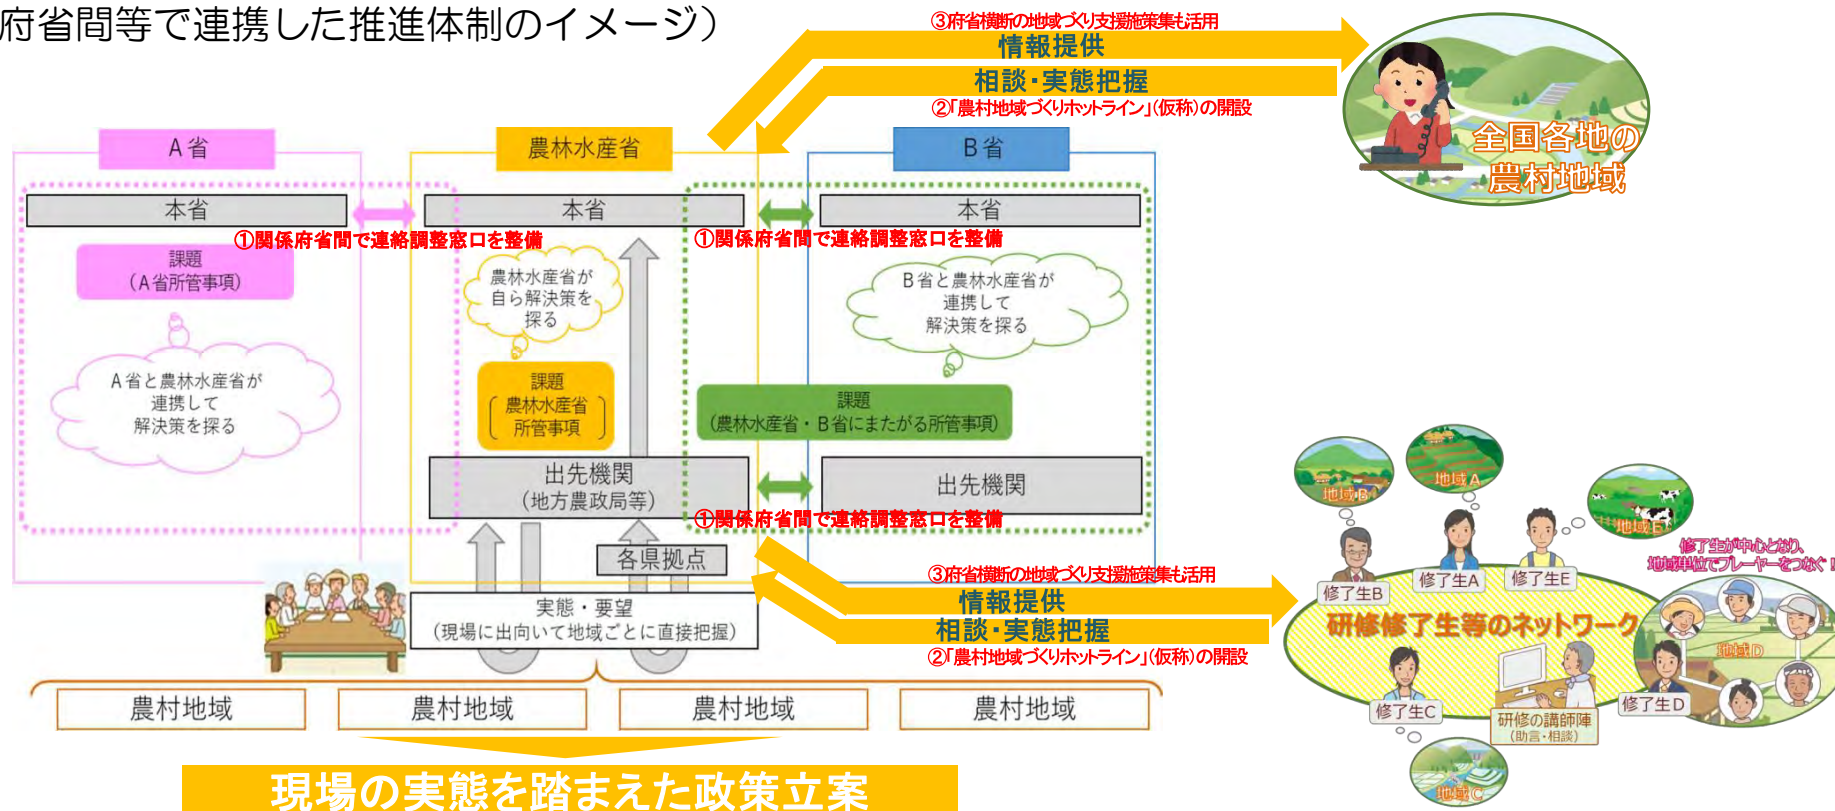 府省間等で連携した推進体制のイメージ）
③府省横断の地域づくり支援施策集も活用
情報提供
相談・実態把握
②「農村地域づくりホットライン」（仮称）の開設
全国各地の
農村地域
A省
農林水産省
B省
本省
本省
本省
①関係府省間で連絡調整窓口を整備
①関係府省間で連絡調整窓口を整備
課題
（A省所管事項）
農林水産省が
自ら解決策を
探る
B省と農林水産省が
連携して
解決策を探る
A省と農林水産省が
連携して
解決策を探る
課題
農林水産省
所管事項
課題
（農林水産省・B省にまたがる所管事項）
出先機関
（地方農政局等）
出先機関
①関係府省間で連絡調整窓口を整備
各県拠点
実態・要望
（現場に出向いて地域ごとに直接把握）
③府省横断の地域づくり支援施策集も活用
情報提供
相談・実態把握
②「農村地域づくりホットライン」（仮称）の開設
農村地域
農村地域
農村地域
農村地域
現場の実態を踏まえた政策立案
地域B
地域A
地域E
修了生が中心となり、
地域単位でプレーヤーをつなぐ！
修了生B
修了生A
修了生E
研修修了生等のネットワーク
地域D
修了生C
研修の講師陣
（助言・相談）
修了生D
地域C